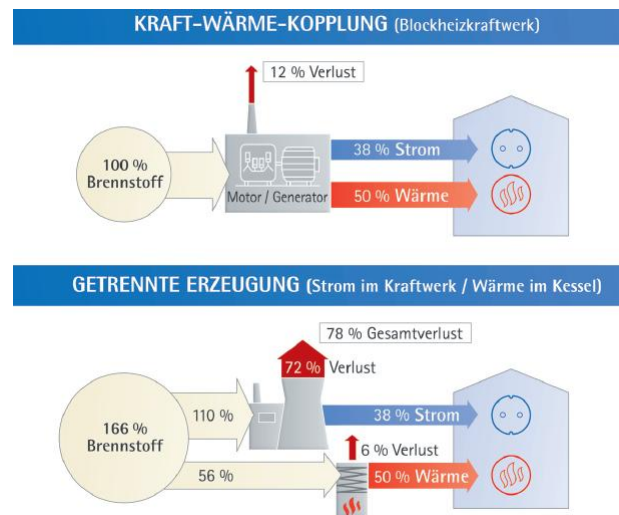 KRAFT-WÄRME-KOPPLUNG (Blockheizkraftwerk)
12 % Verlust
100 %
Brennstoff
38 % Strom
50 % Wärme
Motor / Generator
GETRENNTE ERZEUGUNG (Strom im Kraftwerk / Wärme im Kessel)
78 % Gesamtverlust
72 % Verlust
110 %
166 %
Brennstoff
38 % Strom
6 % Verlust
56 %
50 % Wärme